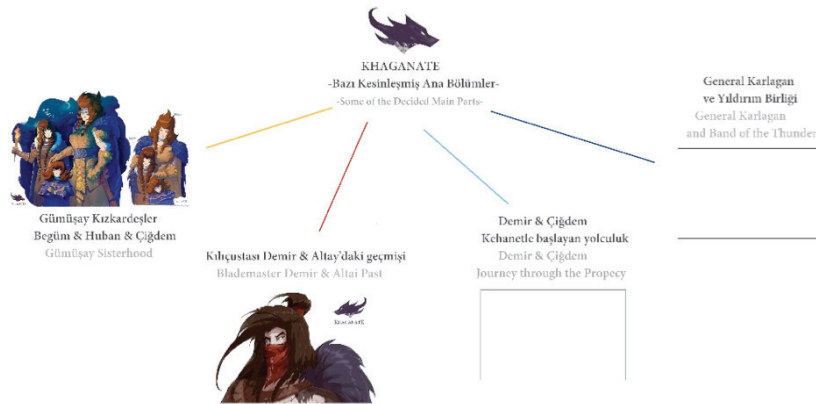 KHAGANATE
-Bazı Kesinleşmiş Ana Bölümler-
-Some of the Decided Main Parts-
General Karlagan
ve Yıldırım Birliği
General Karlagan
and Band of the Thunder
Gümüşay Kızkardeşler
Begüm & Huban & Çiğdem
Gümüşay Sisterhood
Kılıçustası Demir & Altay'daki geçmişi
Blademaster Demir & Altai Past
Demir & Çiğdem
Kehanetle başlayan yolculuk
Demir & Çiğdem
Journey through the Propecy
KHAGANATE